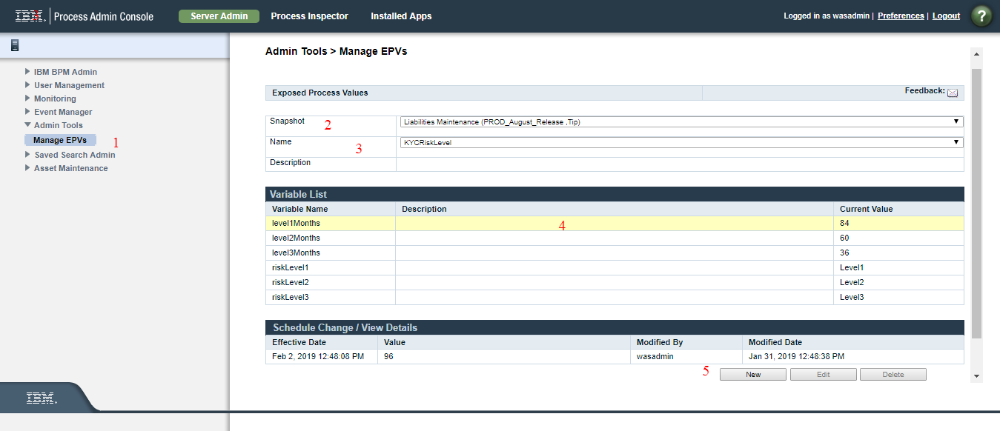 IBM. Process Admin Console Server Admin Process Inspector Installed Apps Logged in as wasadmin | Preferences | Logout ?
IBM BPM Admin
User Management
Monitoring
Event Manager
Admin Tools
Manage EPVs 1
Saved Search Admin
Asset Maintenance
IBM.
Admin Tools > Manage EPVs
Exposed Process Values Feedback:
Snapshot 2 Liabilities Maintenance (PROD_August_Release ,Tip)
Name 3 KYCRiskLevel
Description
Variable List
Variable Name Description Current Value
level1Months 4 84
level2Months 60
level3Months 36
riskLevel1 Level1
riskLevel2 Level2
riskLevel3 Level3
Schedule Change / View Details
Effective Date Value Modified By Modified Date
Feb 2, 2019 12:48:08 PM 96 wasadmin Jan 31, 2019 12:48:38 PM
5 New Edit Delete